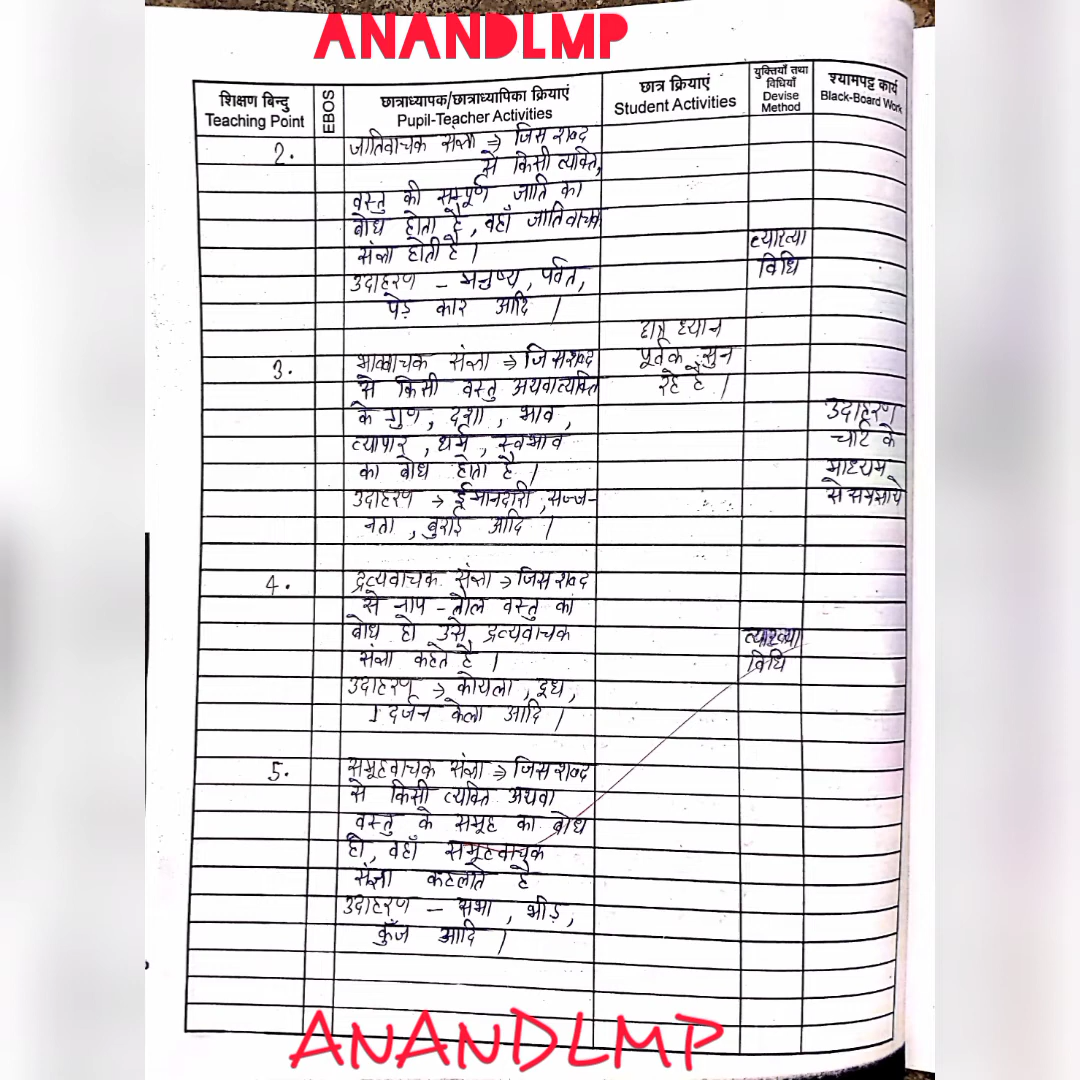 ANANDLMP
शिक्षण बिन्दु
Teaching Point
EBOS
छात्राध्यापक/छात्राध्यापिका क्रियाएं
Pupil-Teacher Activities
छात्र क्रियाएं
Student Activities
युक्तियाँ तथा
विधियाँ
Devise
Method
श्यामपट्ट कार्य
Black-Board Work
2.
जातिवाचक संज्ञा ⇒ जिस शब्द
से किसी व्यक्ति,
वस्तु की सम्पूर्ण जाति का
बोध होता है, वहाँ जातिवाचक
संज्ञा होती है।
उदाहरण – मनुष्य, पर्वत,
पेड़ कार आदि।
व्याख्या
विधि
छात्र ध्यान
पूर्वक सुन
रहे है।
3.
भाववाचक संज्ञा ⇒ जिस शब्द
से किसी वस्तु अथवा व्यक्ति
के गुण, दशा, भाव,
व्यापार, धर्म, स्वभाव
का बोध होता है।
उदाहरण → ईमानदारी, सज्ज-
नता, बुराई आदि।
उदाहरण
चार्ट के
माध्यम
से समझाये
4.
द्रव्यवाचक संज्ञा ⇒ जिस शब्द
से नाप - तौल वस्तु का
बोध हो उसे द्रव्यवाचक
संज्ञा कहते है।
उदाहरण → कोयला, दूध,
1 दर्जन केला आदि।
व्याख्या
विधि
5.
समूहवाचक संज्ञा ⇒ जिस शब्द
से किसी व्यक्ति अथवा
वस्तु के समूह का बोध
हो, वहाँ समूहवाचक
संज्ञा कहलाते है
उदाहरण – सभा, भीड़,
कुँज आदि।
ANANDLMP